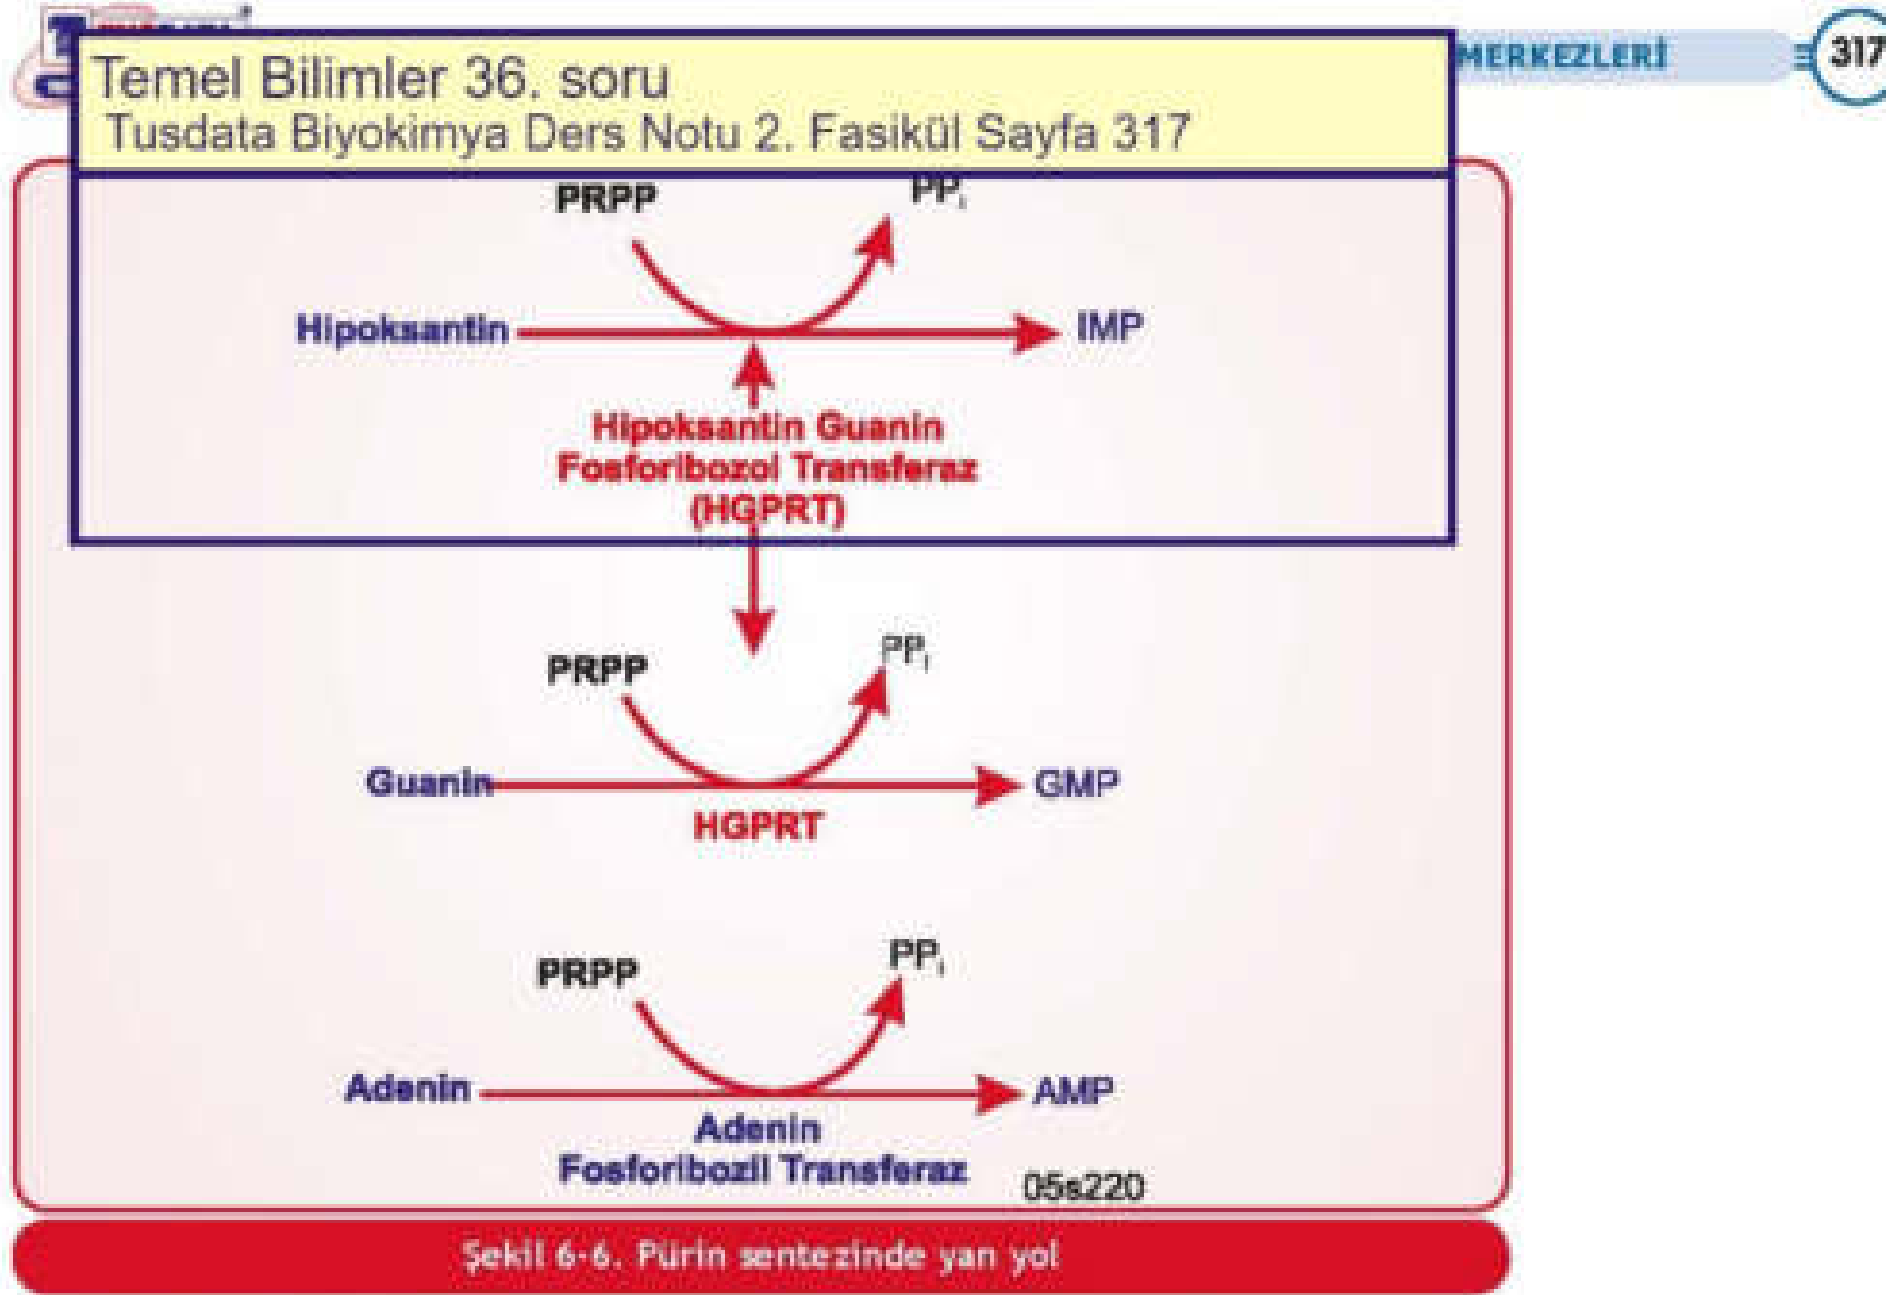 MERKEZLERİ
317
Temel Bilimler 36. soru
Tusdata Biyokimya Ders Notu 2. Fasikül Sayfa 317
PRPP
PPi
Hipoksantin
IMP
Hipoksantin Guanin
Fosforibozol Transferaz
(HGPRT)
PRPP
PPi
Guanin
GMP
HGPRT
PRPP
PPi
Adenin
AMP
Adenin
Fosforibozil Transferaz
05s220
Şekil 6-6. Pürin sentezinde yan yol